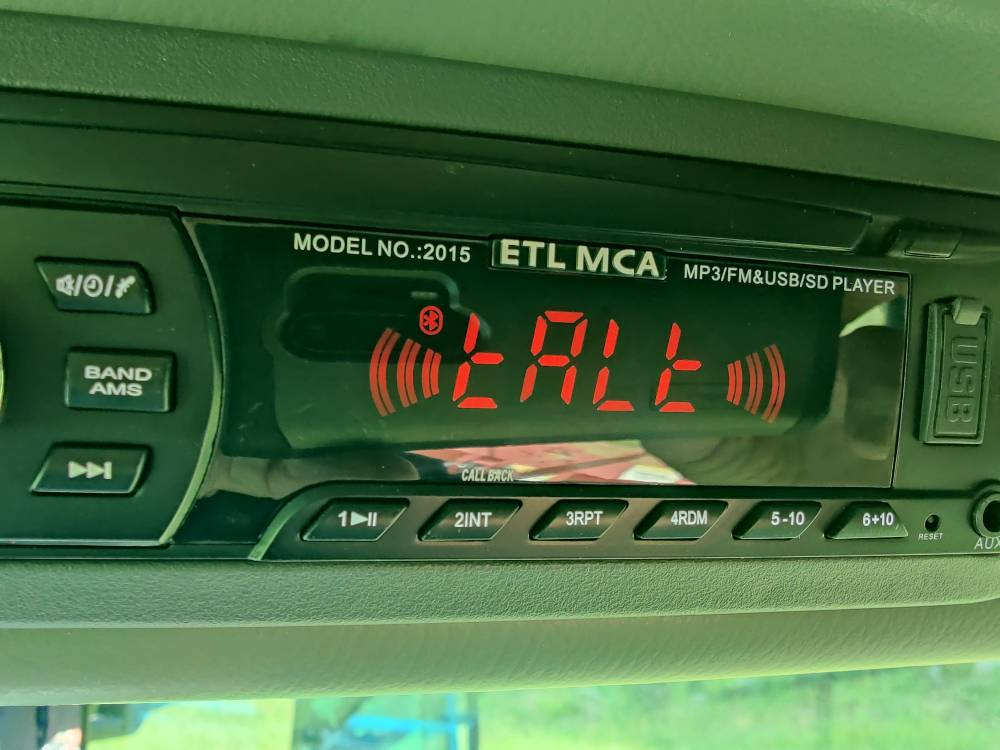 MODEL NO.:2015
ETL MCA
MP3/FM&USB/SD PLAYER
tALt
BAND
AMS
USB
CALL BACK
1 2INT 3RPT 4RDM 5-10 6+10
RESET
AUX